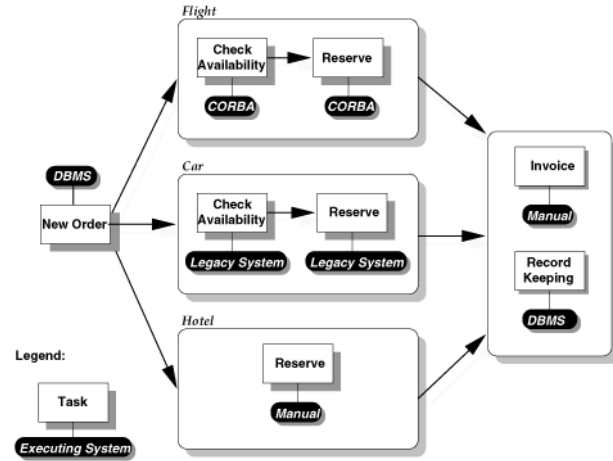 Flight
Check
Availability
Reserve
CORBA
CORBA
DBMS
New Order
Car
Check
Availability
Reserve
Legacy System
Legacy System
Hotel
Reserve
Manual
Invoice
Manual
Record
Keeping
DBMS
Legend:
Task
Executing System